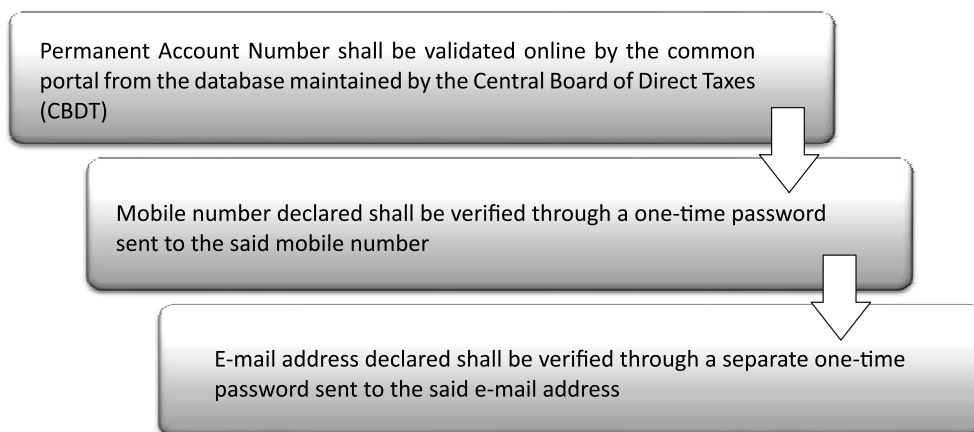 Permanent Account Number shall be validated online by the common
portal from the database maintained by the Central Board of Direct Taxes
(CBDT)
Mobile number declared shall be verified through a one-time password
sent to the said mobile number
E-mail address declared shall be verified through a separate one-time
password sent to the said e-mail address